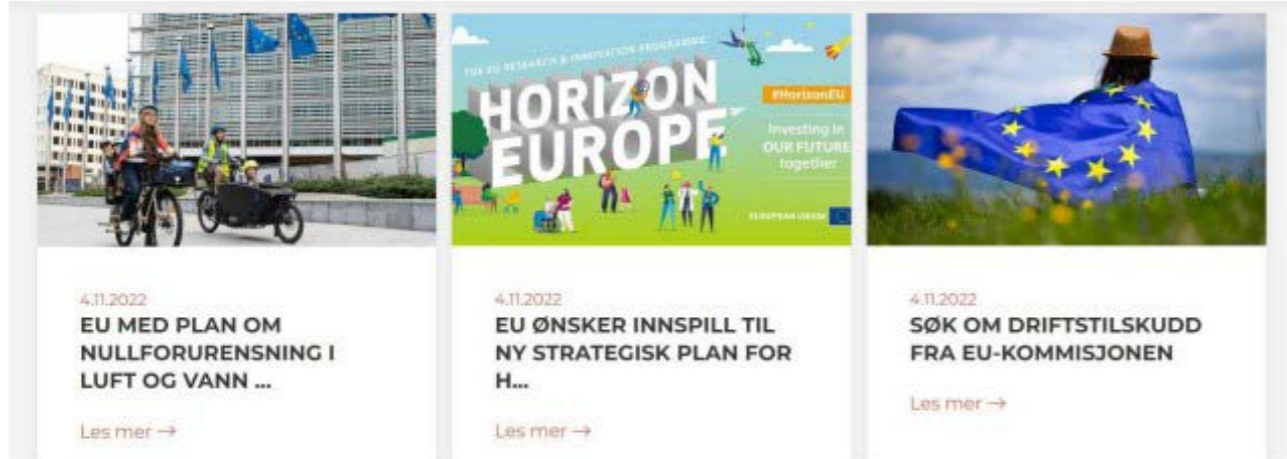 THE EU RESEARCH & INNOVATION PROGRAMME
HORIZON
EUROPE
#HorizonEU
Investing in
OUR FUTURE
together
EUROPEAN UNION
4.11.2022
EU MED PLAN OM
NULLFORURENSNING I
LUFT OG VANN ...
Les mer →
4.11.2022
EU ØNSKER INNSPILL TIL
NY STRATEGISK PLAN FOR
H...
Les mer →
4.11.2022
SØK OM DRIFTSTILSKUDD
FRA EU-KOMMISJONEN
Les mer →